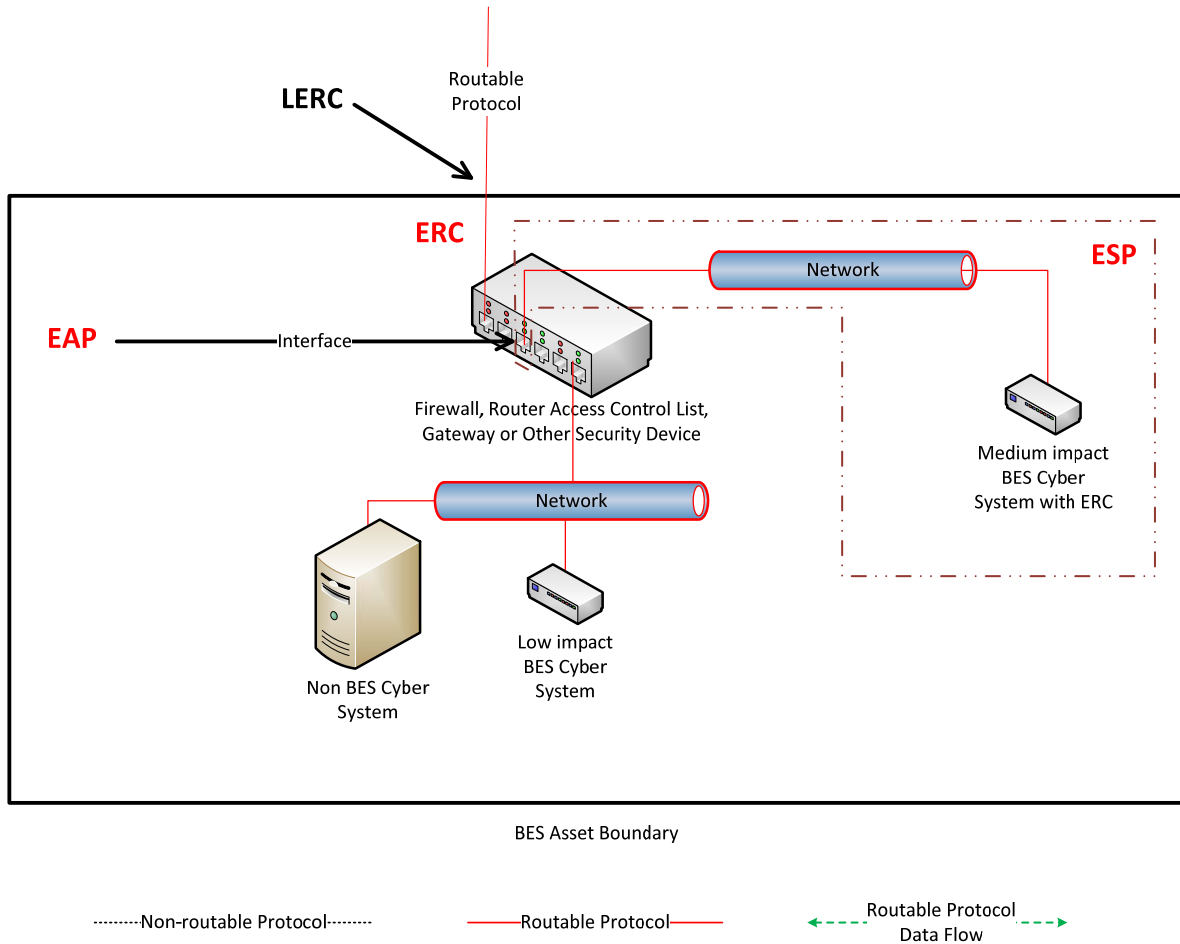 Routable
Protocol
LERC
ERC
Network
ESP
EAP
Interface
Firewall, Router Access Control List,
Gateway or Other Security Device
Medium impact
BES Cyber
System with ERC
Network
Low impact
BES Cyber
System
Non BES Cyber
System
BES Asset Boundary
Non-routable Protocol
Routable Protocol
Routable Protocol
Data Flow